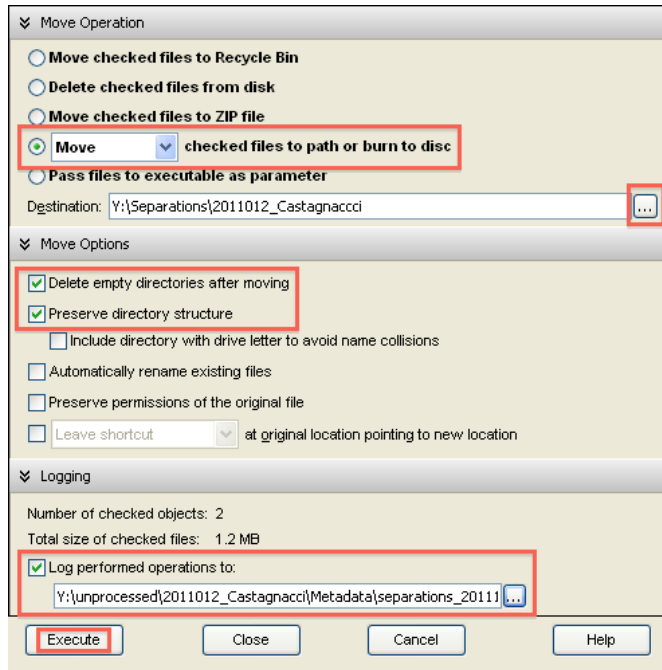 Move Operation
Move checked files to Recycle Bin
Delete checked files from disk
Move checked files to ZIP file
Move checked files to path or burn to disc
Pass files to executable as parameter
Destination: Y:\Separations\2011012_Castagnaccci ...
Move Options
Delete empty directories after moving
Preserve directory structure
Include directory with drive letter to avoid name collisions
Automatically rename existing files
Preserve permissions of the original file
Leave shortcut at original location pointing to new location
Logging
Number of checked objects: 2
Total size of checked files: 1.2 MB
Log performed operations to:
Y:\unprocessed\2011012_Castagnacci\Metadata\separations_20111 ...
Execute Close Cancel Help